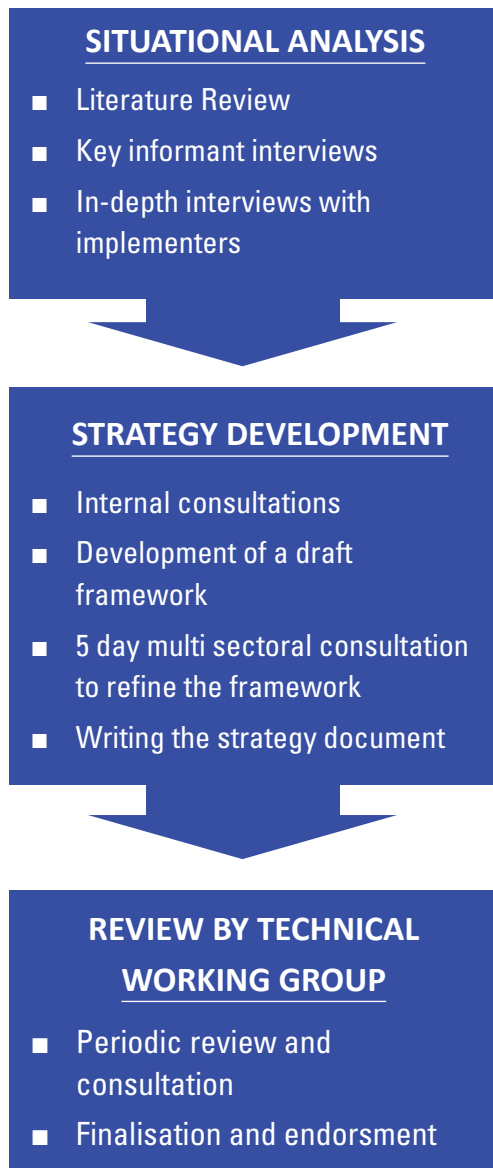 SITUATIONAL ANALYSIS
■ Literature Review
■ Key informant interviews
■ In-depth interviews with
implementers
STRATEGY DEVELOPMENT
■ Internal consultations
■ Development of a draft
framework
■ 5 day multi sectoral consultation
to refine the framework
■ Writing the strategy document
REVIEW BY TECHNICAL
WORKING GROUP
■ Periodic review and
consultation
■ Finalisation and endorsment